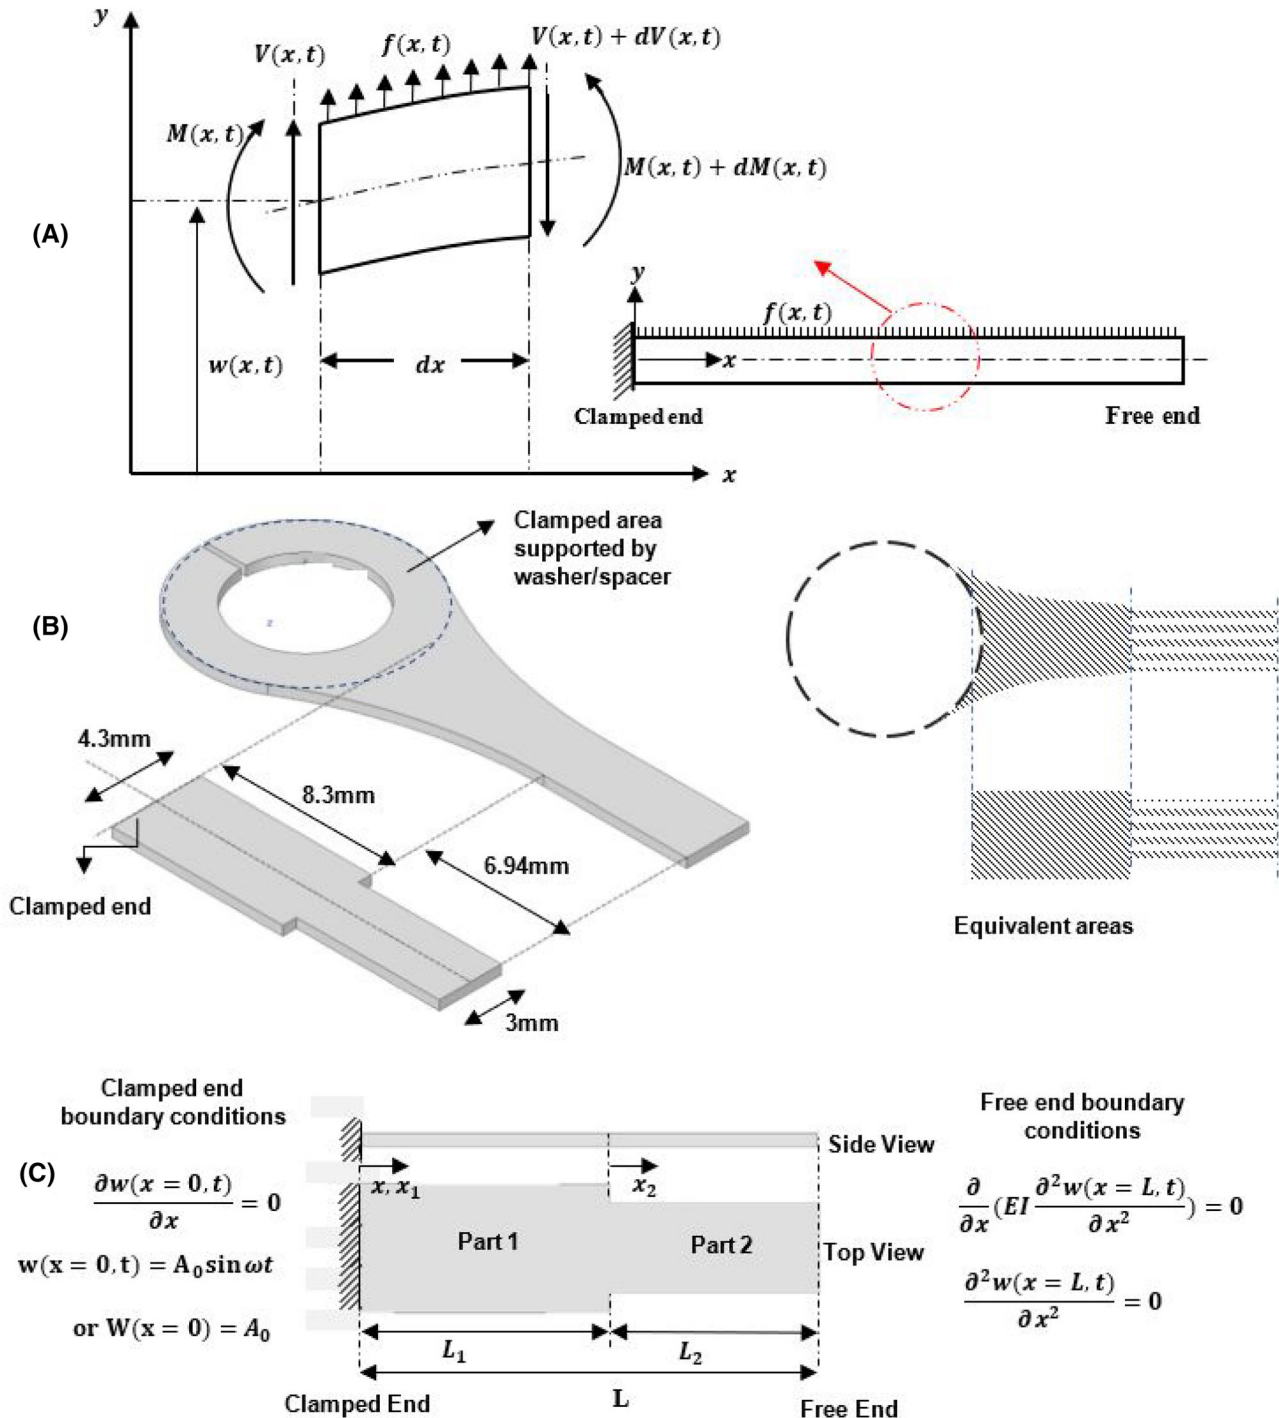 y
V(x,t)
f(x,t)
V(x,t) + dV(x,t)
M(x,t)
M(x,t) + dM(x,t)
(A)
w(x,t)
dx
x
y
f(x,t)
x
Clamped end
Free end
(B)
Clamped area
supported by
washer/spacer
z
4.3mm
8.3mm
6.94mm
3mm
Clamped end
Equivalent areas
(C)
Clamped end
boundary conditions
∂w(x = 0,t)/∂x = 0
w(x = 0,t) = A₀sinωt
or W(x = 0) = A₀
Side View
x, x₁
x₂
Part 1
Part 2
Top View
L₁
L₂
L
Clamped End
Free End
Free end boundary
conditions
∂/∂x(EI ∂²w(x = L,t)/∂x²) = 0
∂²w(x = L,t)/∂x² = 0